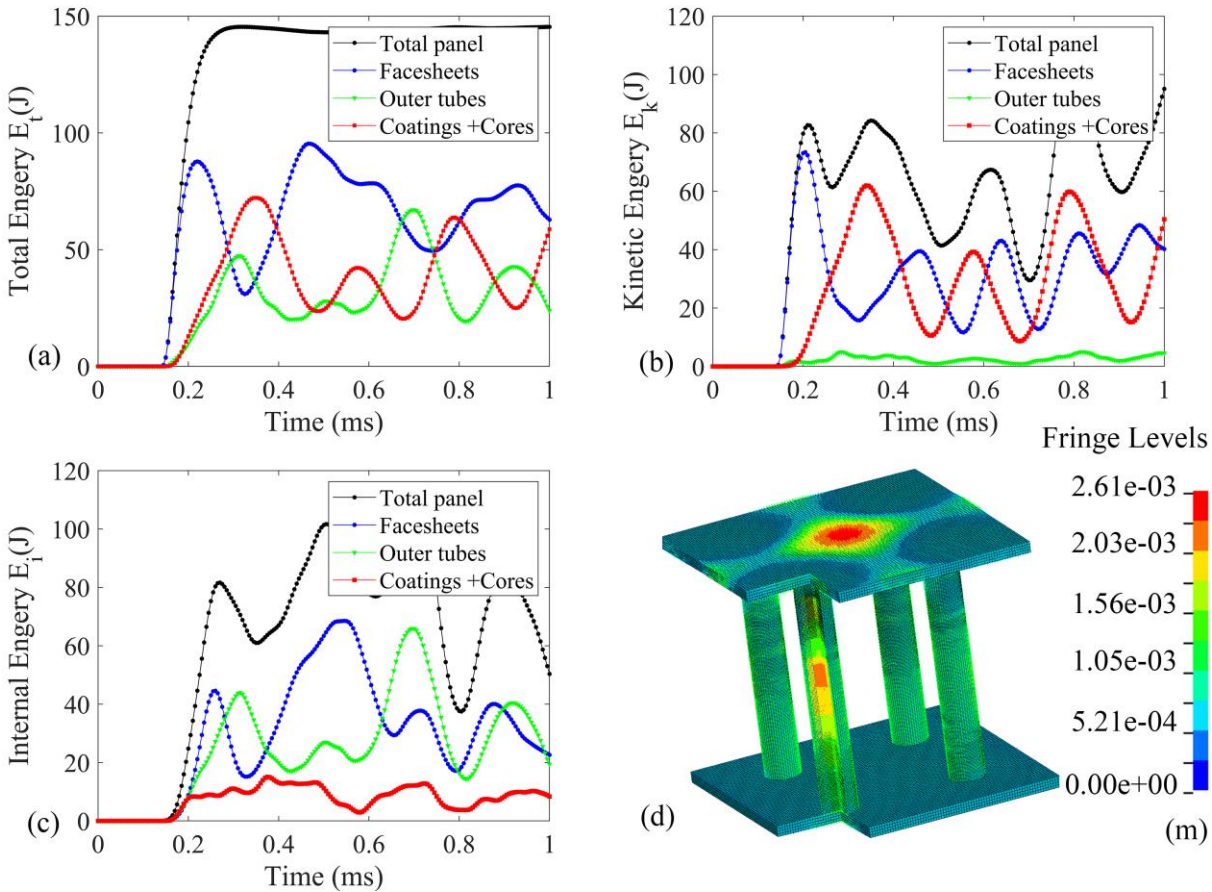 150
100
50
0
Total Engery E_t(J)
Total panel
Facesheets
Outer tubes
Coatings +Cores
(a)
0 0.2 0.4 0.6 0.8 1
Time (ms)
120
100
80
60
40
20
0
Kinetic Engery E_k(J)
Total panel
Facesheets
Outer tubes
Coatings +Cores
(b)
0 0.2 0.4 0.6 0.8 1
Time (ms)
120
100
80
60
40
20
0
Internal Engery E_i(J)
Total panel
Facesheets
Outer tubes
Coatings +Cores
(c)
0 0.2 0.4 0.6 0.8 1
Time (ms)
Fringe Levels
2.61e-03
2.03e-03
1.56e-03
1.05e-03
5.21e-04
0.00e+00
(d)
(m)